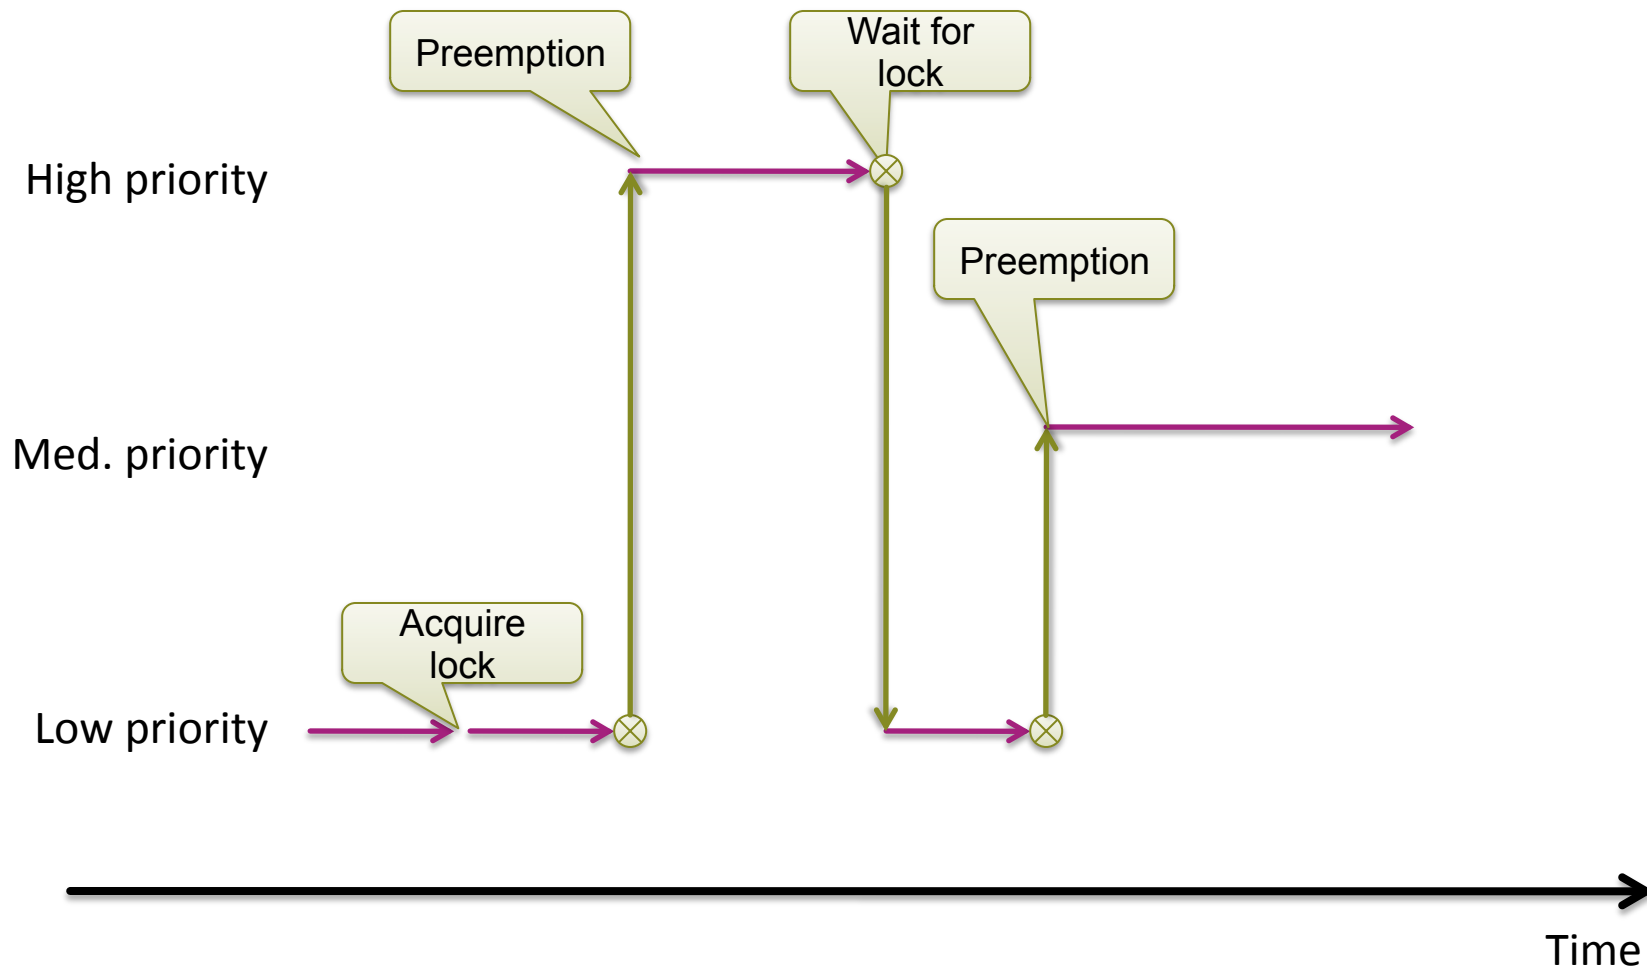 Preemption
Wait for
lock
High priority
Preemption
Med. priority
Acquire
lock
Low priority
Time